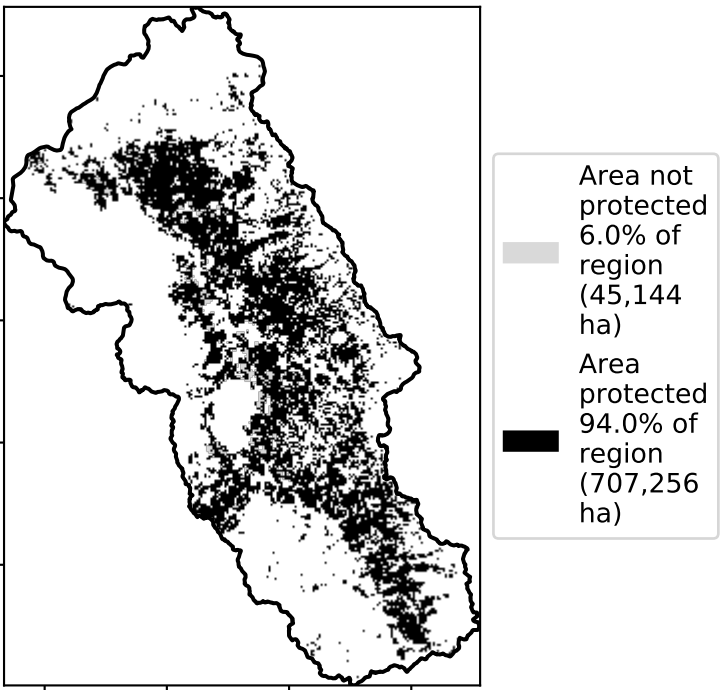 Area not
protected
6.0% of
region
(45,144
ha)
Area
protected
94.0% of
region
(707,256
ha)